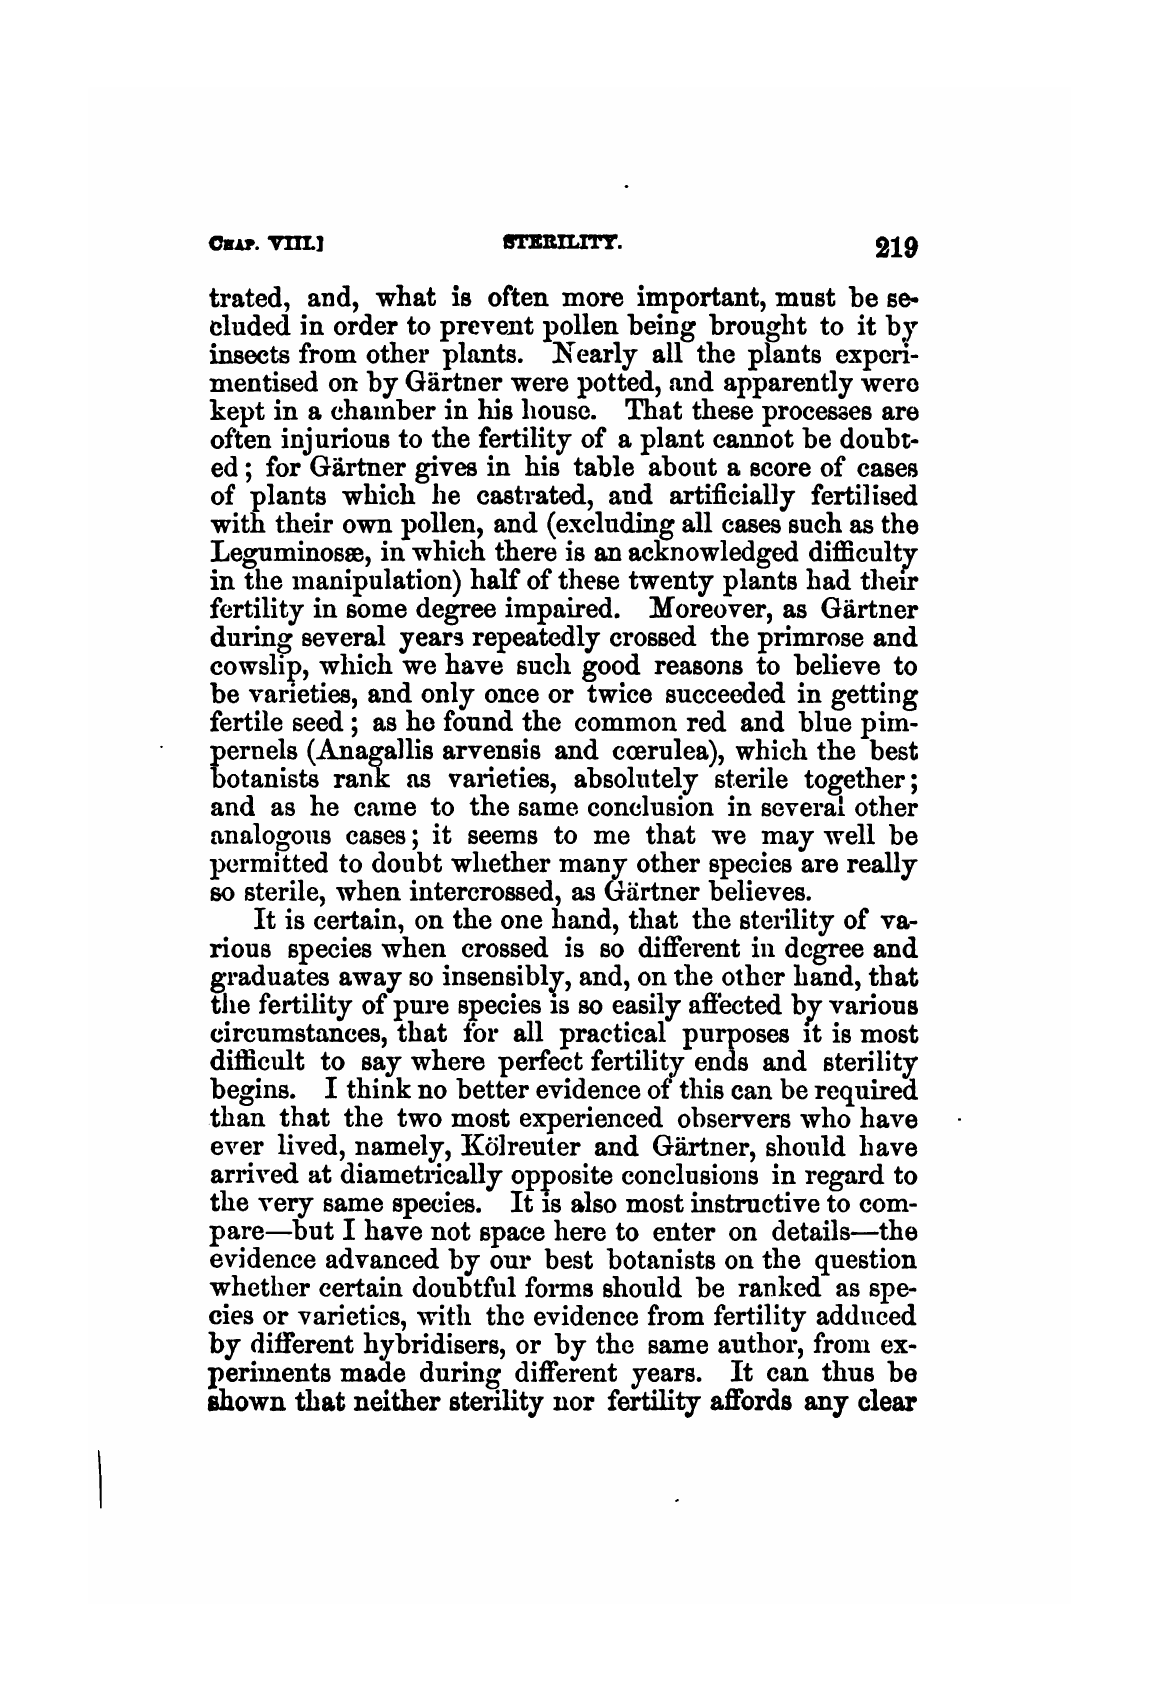 CHAP. VIII.] STERILITY. 219
trated, and, what is often more important, must be se-
cluded in order to prevent pollen being brought to it by
insects from other plants. Nearly all the plants experi-
mentised on by Gärtner were potted, and apparently were
kept in a chamber in his house. That these processes are
often injurious to the fertility of a plant cannot be doubt-
ed ; for Gärtner gives in his table about a score of cases
of plants which he castrated, and artificially fertilised
with their own pollen, and (excluding all cases such as the
Leguminosæ, in which there is an acknowledged difficulty
in the manipulation) half of these twenty plants had their
fertility in some degree impaired. Moreover, as Gärtner
during several years repeatedly crossed the primrose and
cowslip, which we have such good reasons to believe to
be varieties, and only once or twice succeeded in getting
fertile seed ; as he found the common red and blue pim-
pernels (Anagallis arvensis and cœrulea), which the best
botanists rank as varieties, absolutely sterile together ;
and as he came to the same conclusion in several other
analogous cases ; it seems to me that we may well be
permitted to doubt whether many other species are really
so sterile, when intercrossed, as Gärtner believes.
It is certain, on the one hand, that the sterility of va-
rious species when crossed is so different in degree and
graduates away so insensibly, and, on the other hand, that
the fertility of pure species is so easily affected by various
circumstances, that for all practical purposes it is most
difficult to say where perfect fertility ends and sterility
begins. I think no better evidence of this can be required
than that the two most experienced observers who have
ever lived, namely, Kölreuter and Gärtner, should have
arrived at diametrically opposite conclusions in regard to
the very same species. It is also most instructive to com-
pare—but I have not space here to enter on details—the
evidence advanced by our best botanists on the question
whether certain doubtful forms should be ranked as spe-
cies or varieties, with the evidence from fertility adduced
by different hybridisers, or by the same author, from ex-
periments made during different years. It can thus be
shown that neither sterility nor fertility affords any clear